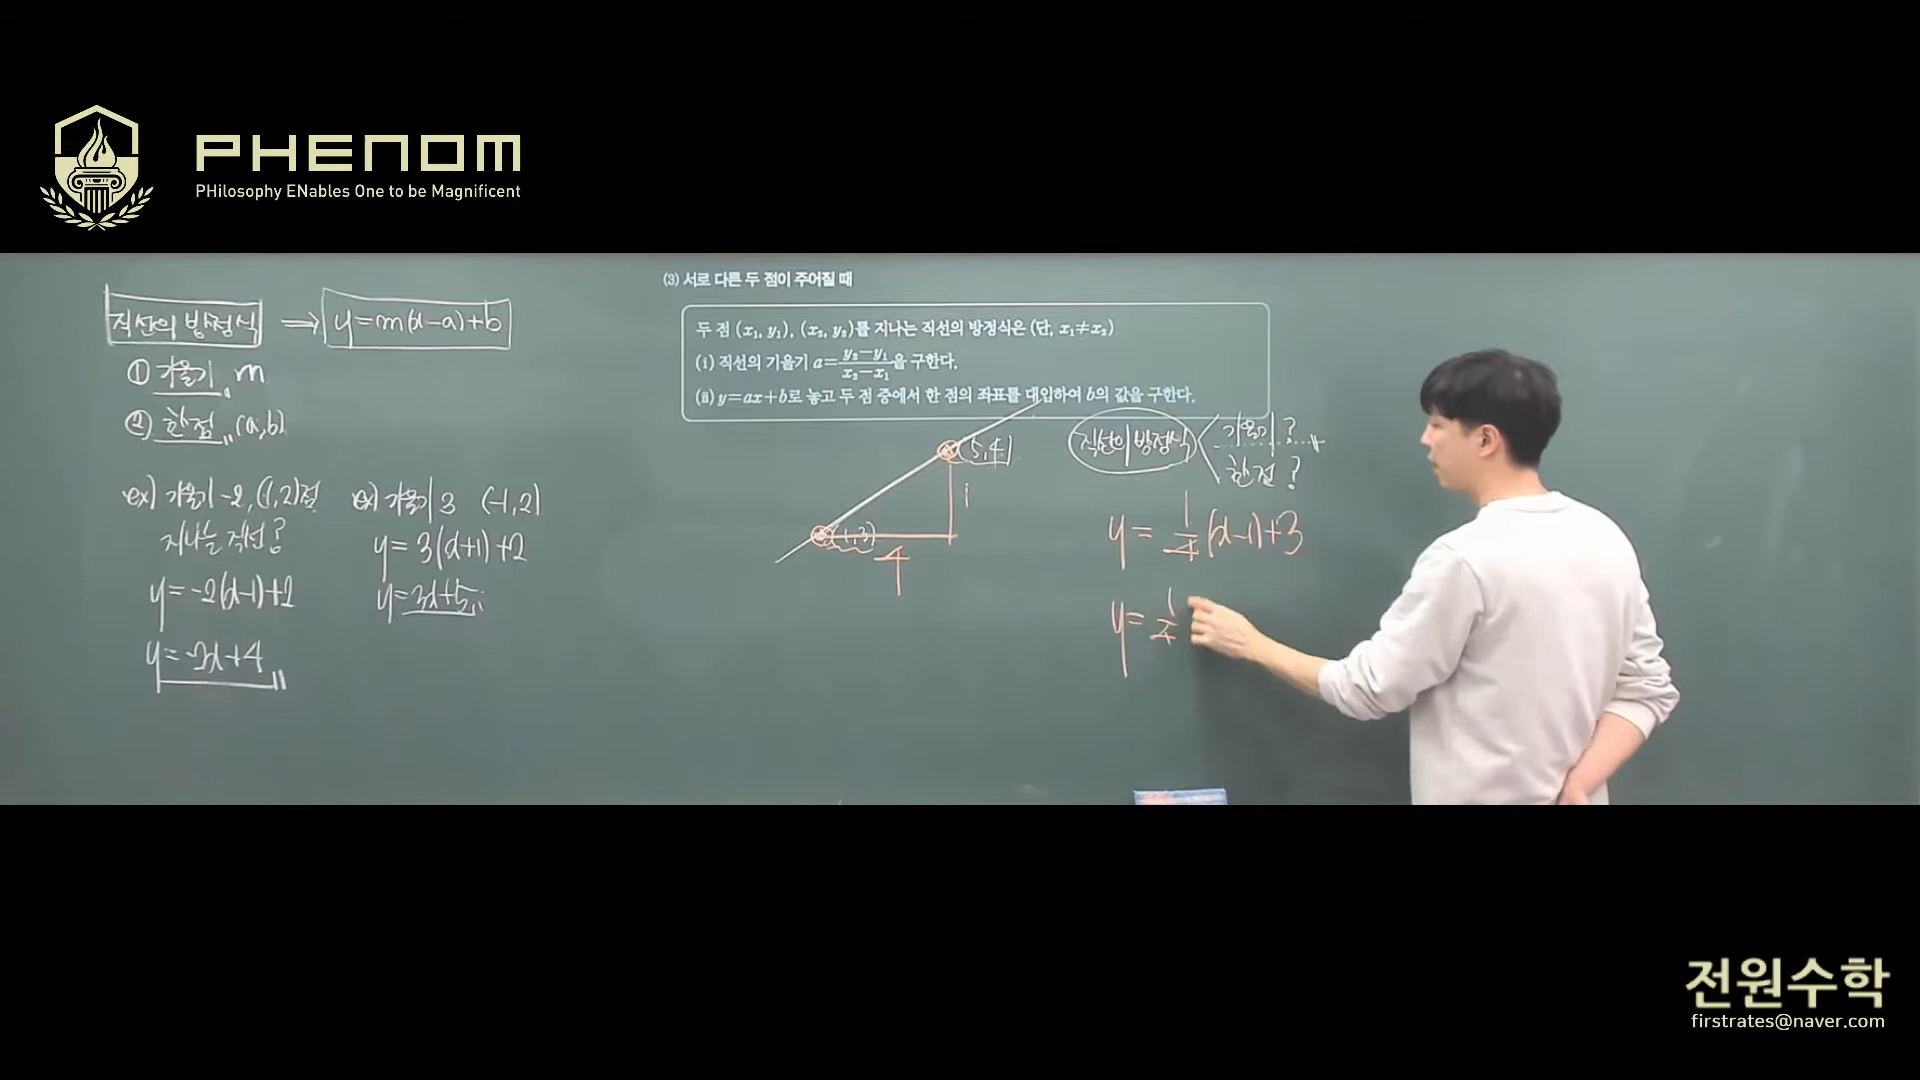 PHENOM
PHilosophy ENables One to be Magnificent
직선의 방정식 ⇒ y=m(x-a)+b
① 기울기 m
② 한점 (a,b)
ex) 기울기 -2, (1,2)점
지나는 직선?
y=-2(x-1)+2
y=-2x+4
ex) 기울기 3 (-1,2)
y=3(x+1)+2
y=3x+5
(3) 서로 다른 두 점이 주어질 때
두 점 (x₁, y₁), (x₂, y₂)를 지나는 직선의 방정식은 (단, x₁≠x₂)
(ⅰ) 직선의 기울기 a=(y₂-y₁)/(x₂-x₁)을 구한다.
(ⅱ) y=ax+b로 놓고 두 점 중에서 한 점의 좌표를 대입하여 b의 값을 구한다.
(5,4)
1
(1,3)
4
직선의 방정식
기울기?
한점?
y=1/4(x-1)+3
y=1/4
전원수학
firstrates@naver.com